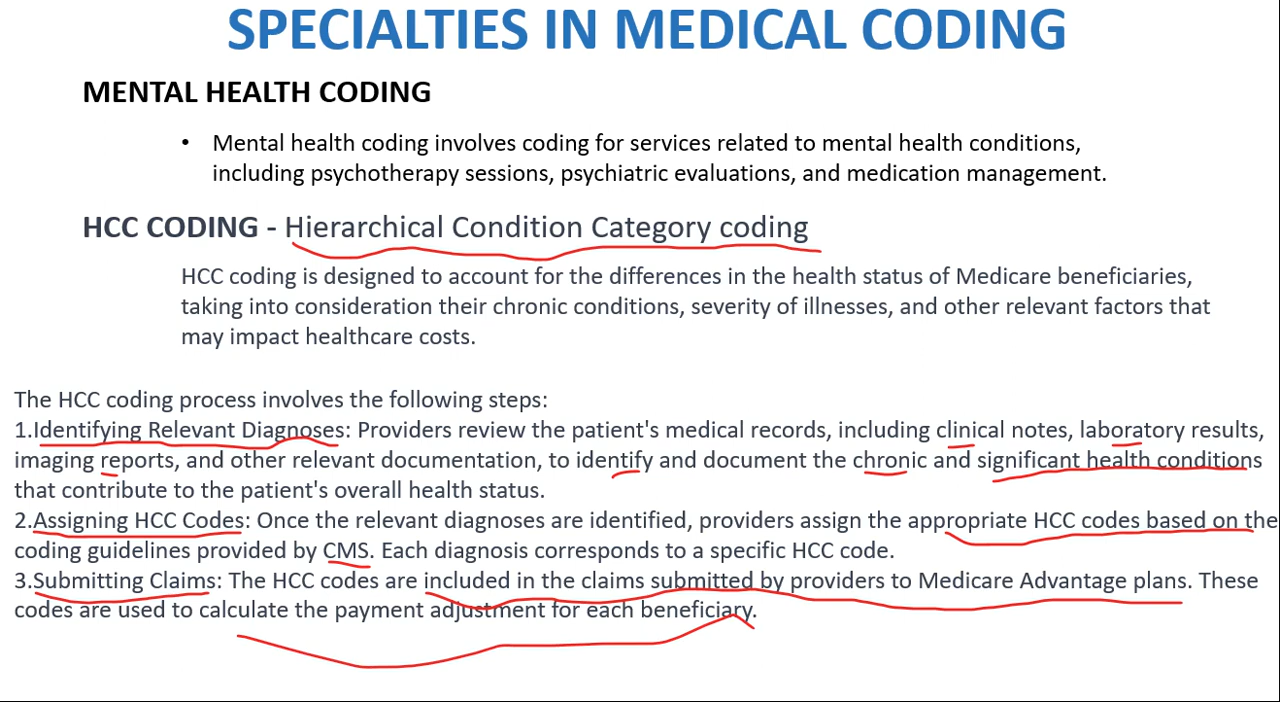 SPECIALTIES IN MEDICAL CODING
MENTAL HEALTH CODING
• Mental health coding involves coding for services related to mental health conditions,
including psychotherapy sessions, psychiatric evaluations, and medication management.
HCC CODING - Hierarchical Condition Category coding
HCC coding is designed to account for the differences in the health status of Medicare beneficiaries,
taking into consideration their chronic conditions, severity of illnesses, and other relevant factors that
may impact healthcare costs.
The HCC coding process involves the following steps:
1.Identifying Relevant Diagnoses: Providers review the patient's medical records, including clinical notes, laboratory results,
imaging reports, and other relevant documentation, to identify and document the chronic and significant health conditions
that contribute to the patient's overall health status.
2.Assigning HCC Codes: Once the relevant diagnoses are identified, providers assign the appropriate HCC codes based on the
coding guidelines provided by CMS. Each diagnosis corresponds to a specific HCC code.
3.Submitting Claims: The HCC codes are included in the claims submitted by providers to Medicare Advantage plans. These
codes are used to calculate the payment adjustment for each beneficiary.